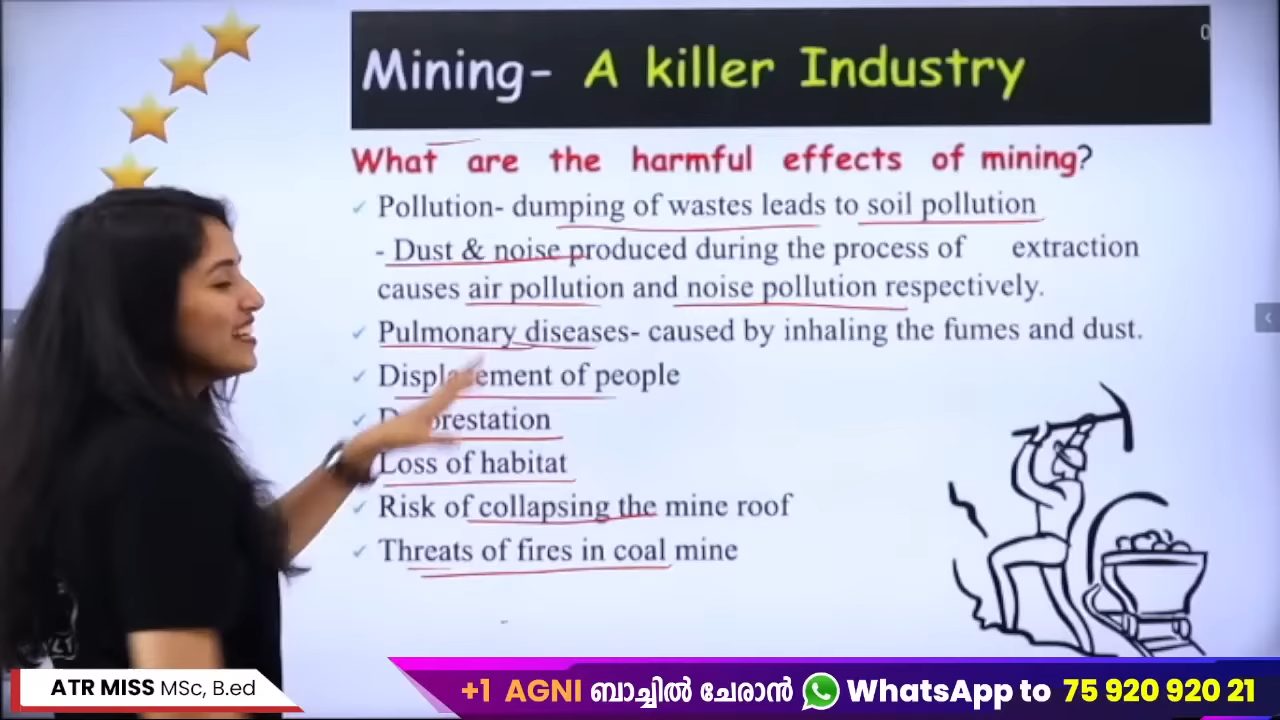 Mining- A killer Industry
What are the harmful effects of mining?
✓ Pollution- dumping of wastes leads to soil pollution
- Dust & noise produced during the process of extraction
causes air pollution and noise pollution respectively.
✓ Pulmonary diseases- caused by inhaling the fumes and dust.
✓ Displacement of people
✓ Deforestation
✓ Loss of habitat
✓ Risk of collapsing the mine roof
✓ Threats of fires in coal mine
ATR MISS MSc, B.ed
+1 AGNI ബാച്ചിൽ ചേരാൻ WhatsApp to 75 920 920 21